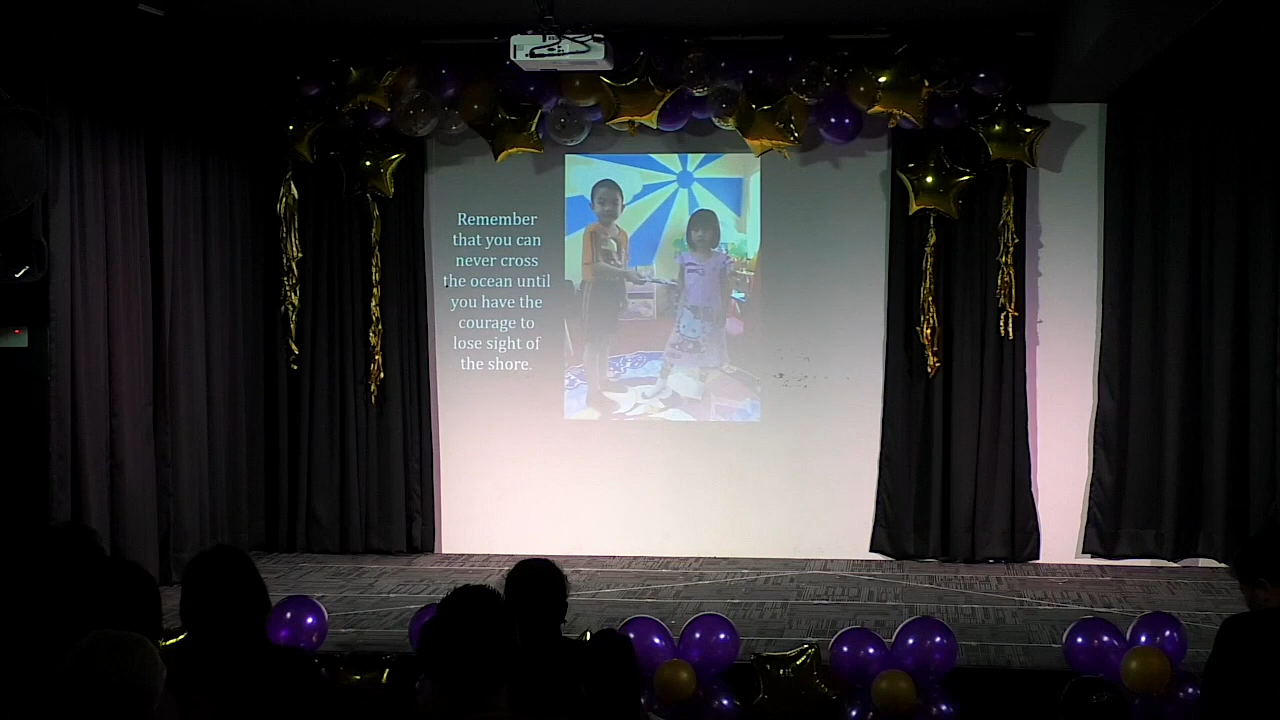 Remember
that you can
never cross
the ocean until
you have the
courage to
lose sight of
the shore.